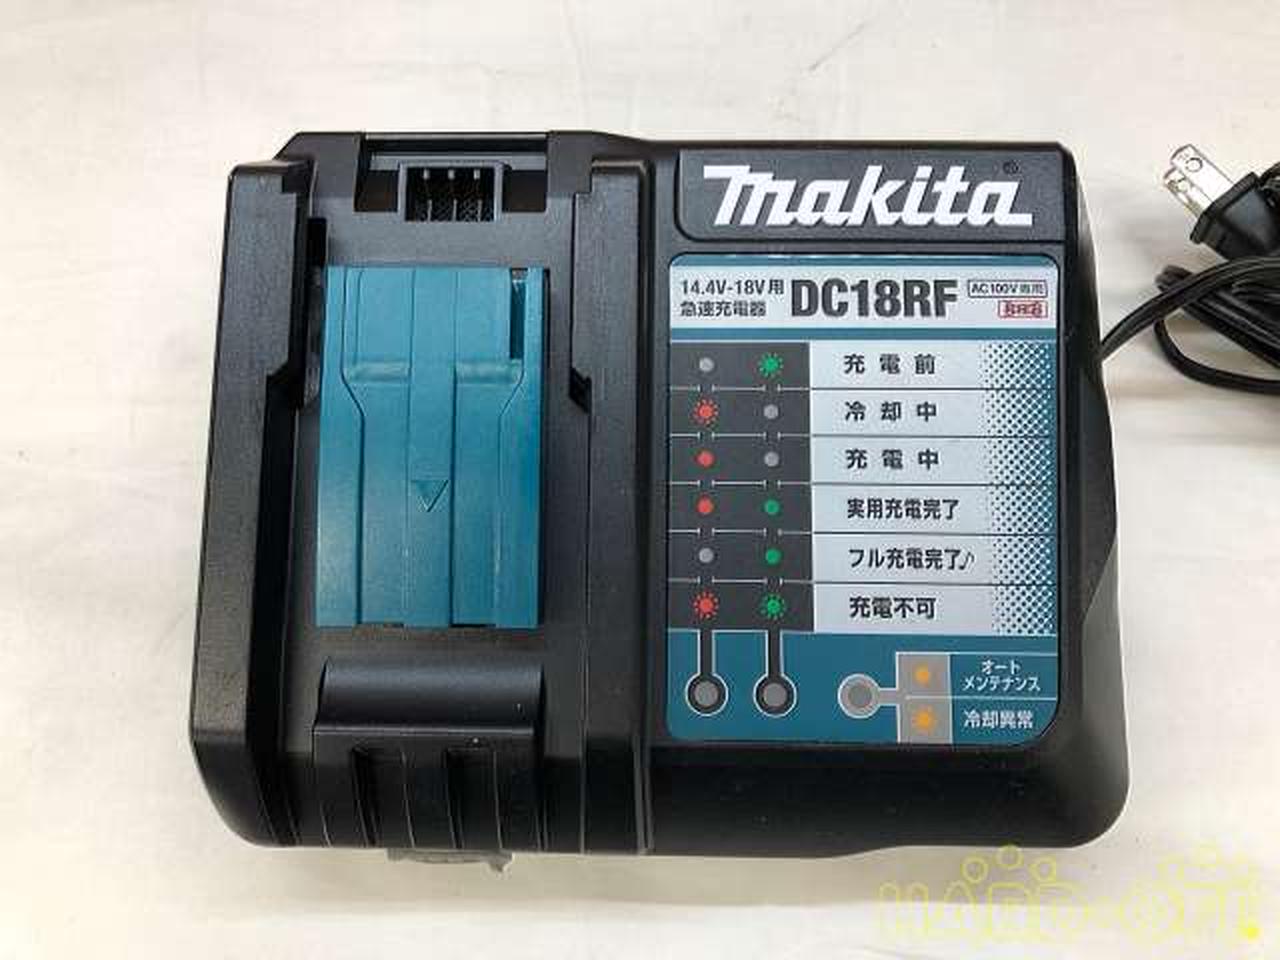 makita®
14.4V-18V用
急速充電器
DC18RF
AC100V専用
充電前
冷却中
充電中
実用充電完了
フル充電完了♪
充電不可
オート
メンテナンス
冷却異常
HARD-OFF